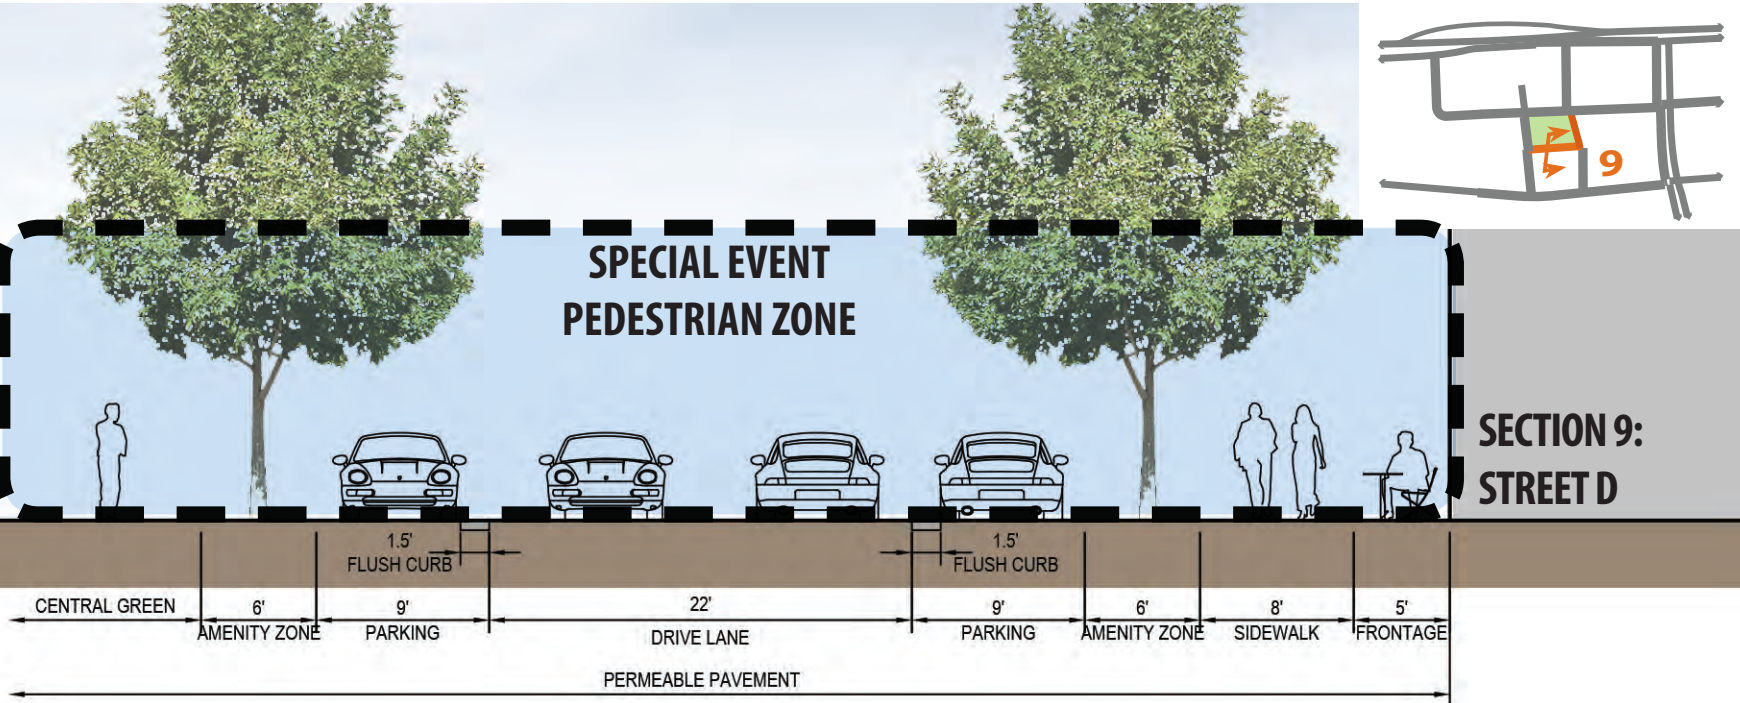 9
SPECIAL EVENT
PEDESTRIAN ZONE
SECTION 9:
STREET D
1.5'
FLUSH CURB
1.5'
FLUSH CURB
CENTRAL GREEN
6'
AMENITY ZONE
9'
PARKING
22'
DRIVE LANE
9'
PARKING
6'
AMENITY ZONE
8'
SIDEWALK
5'
FRONTAGE
PERMEABLE PAVEMENT